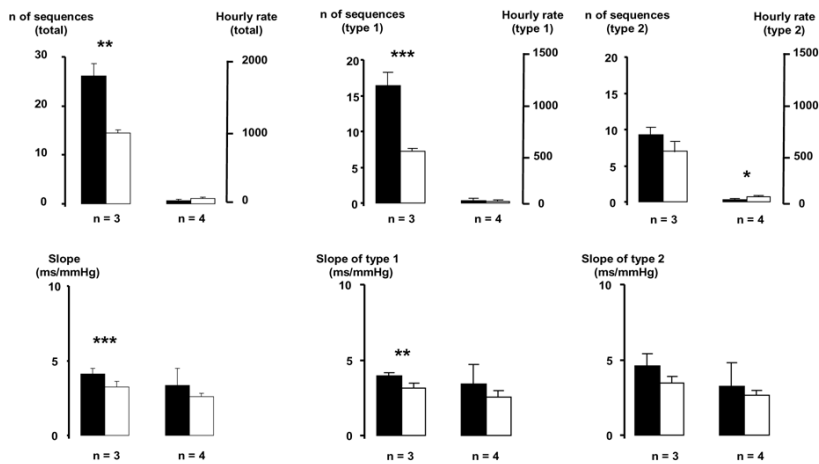 n of sequences
(total)
Hourly rate
(total)
30
20
10
0
**
2000
1000
0
n = 3
n = 4
n of sequences
(type 1)
Hourly rate
(type 1)
20
15
10
5
0
***
1500
1000
500
0
n = 3
n = 4
n of sequences
(type 2)
Hourly rate
(type 2)
20
15
10
5
0
*
1500
1000
500
0
n = 3
n = 4
Slope
(ms/mmHg)
10
5
0
***
n = 3
n = 4
Slope of type 1
(ms/mmHg)
10
5
0
**
n = 3
n = 4
Slope of type 2
(ms/mmHg)
10
5
0
n = 3
n = 4